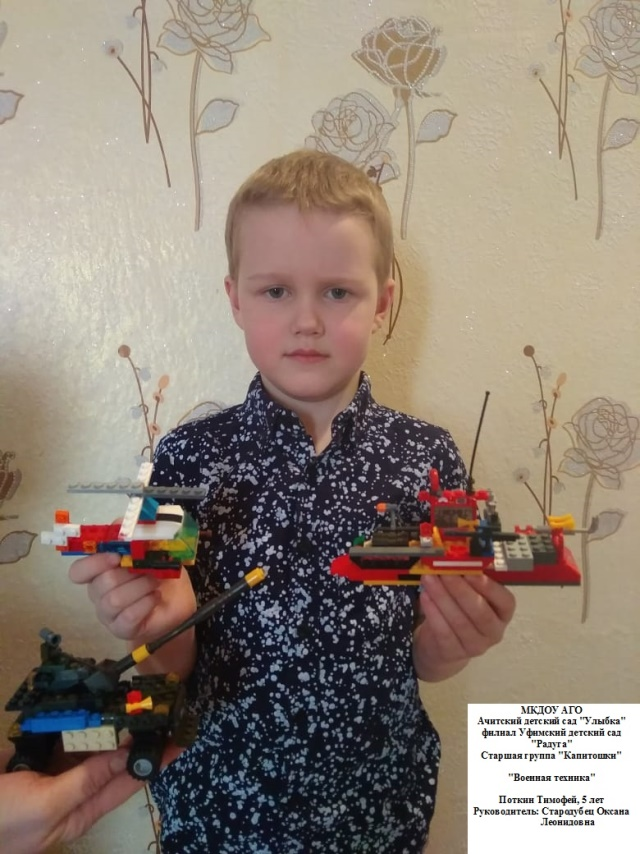 МКДОУ АГО
Ачитский детский сад "Улыбка"
филиал Уфимский детский сад
"Радуга"
Старшая группа "Капитошки"
"Военная техника"
Поткин Тимофей, 5 лет
Руководитель: Стародубец Оксана
Леонидовна